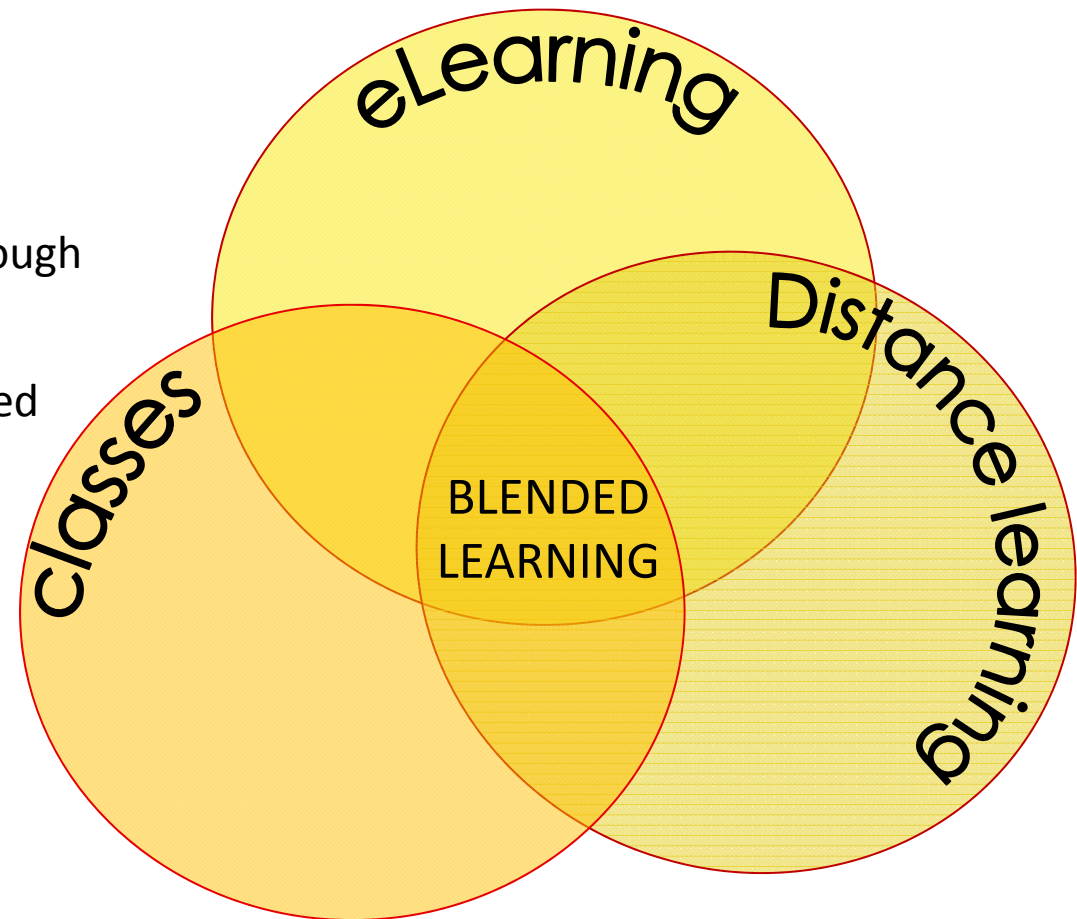 eLearning
ough
Distance learning
classes
ed
BLENDED
LEARNING